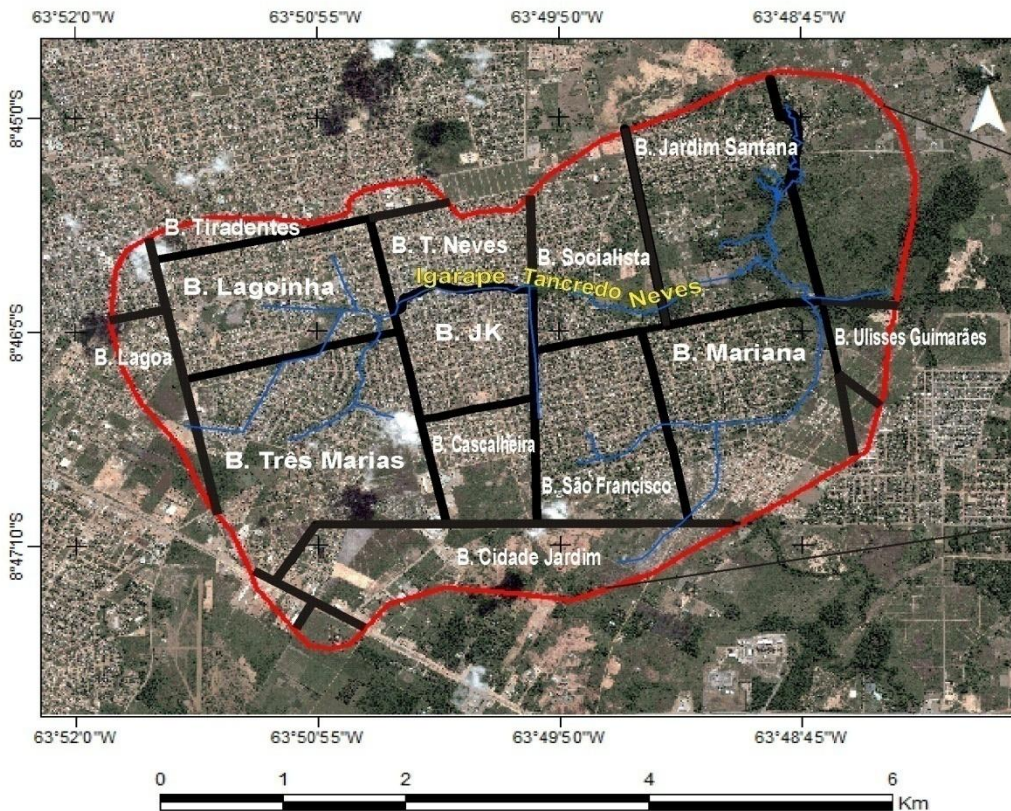 63°52'0"W 63°50'55"W 63°49'50"W 63°48'45"W
8°45'0"S
N
B. Jardim Santana
B. Tiradentes
B. T. Neves
B. Socialista
Igarape Tancredo Neves
B. Lagoinha
8°46'5"S
B. JK
B. Mariana
B. Ulisses Guimarães
B. Lagoa
B. Cascalheira
B. Três Marias
B. São Francisco
8°47'10"S
B. Cidade Jardim
63°52'0"W 63°50'55"W 63°49'50"W 63°48'45"W
0 1 2 4 6
Km